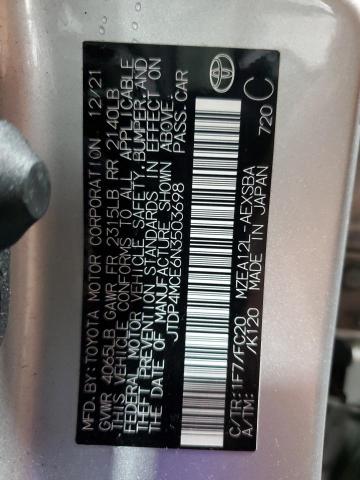 MFD. BY: TOYOTA MOTOR CORPORATION 12/21
GVWR 4065LB GAWR FR 2315LB RR 2140LB
THIS VEHICLE CONFORMS TO ALL APPLICABLE
FEDERAL MOTOR VEHICLE SAFETY, BUMPER, AND
THEFT PREVENTION STANDARDS IN EFFECT ON
THE DATE OF MANUFACTURE SHOWN ABOVE.
JTDP4MCE6N3503698 PASS CAR
C/TR: 1F7/FC20 MZEA12L-AEXSBA 720 C
A/TM: /K120 MADE IN JAPAN